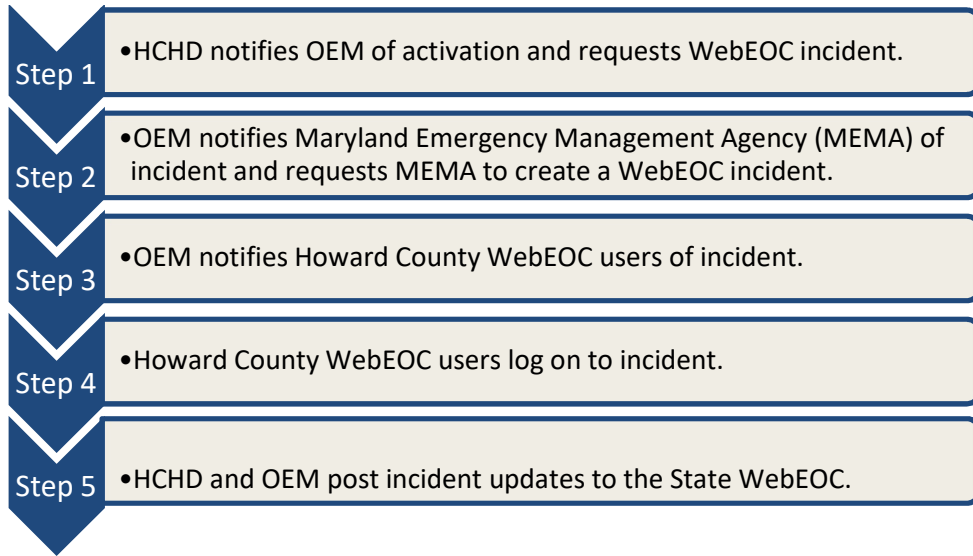 Step 1
•HCHD notifies OEM of activation and requests WebEOC incident.
Step 2
•OEM notifies Maryland Emergency Management Agency (MEMA) of
incident and requests MEMA to create a WebEOC incident.
Step 3
•OEM notifies Howard County WebEOC users of incident.
Step 4
•Howard County WebEOC users log on to incident.
Step 5
•HCHD and OEM post incident updates to the State WebEOC.